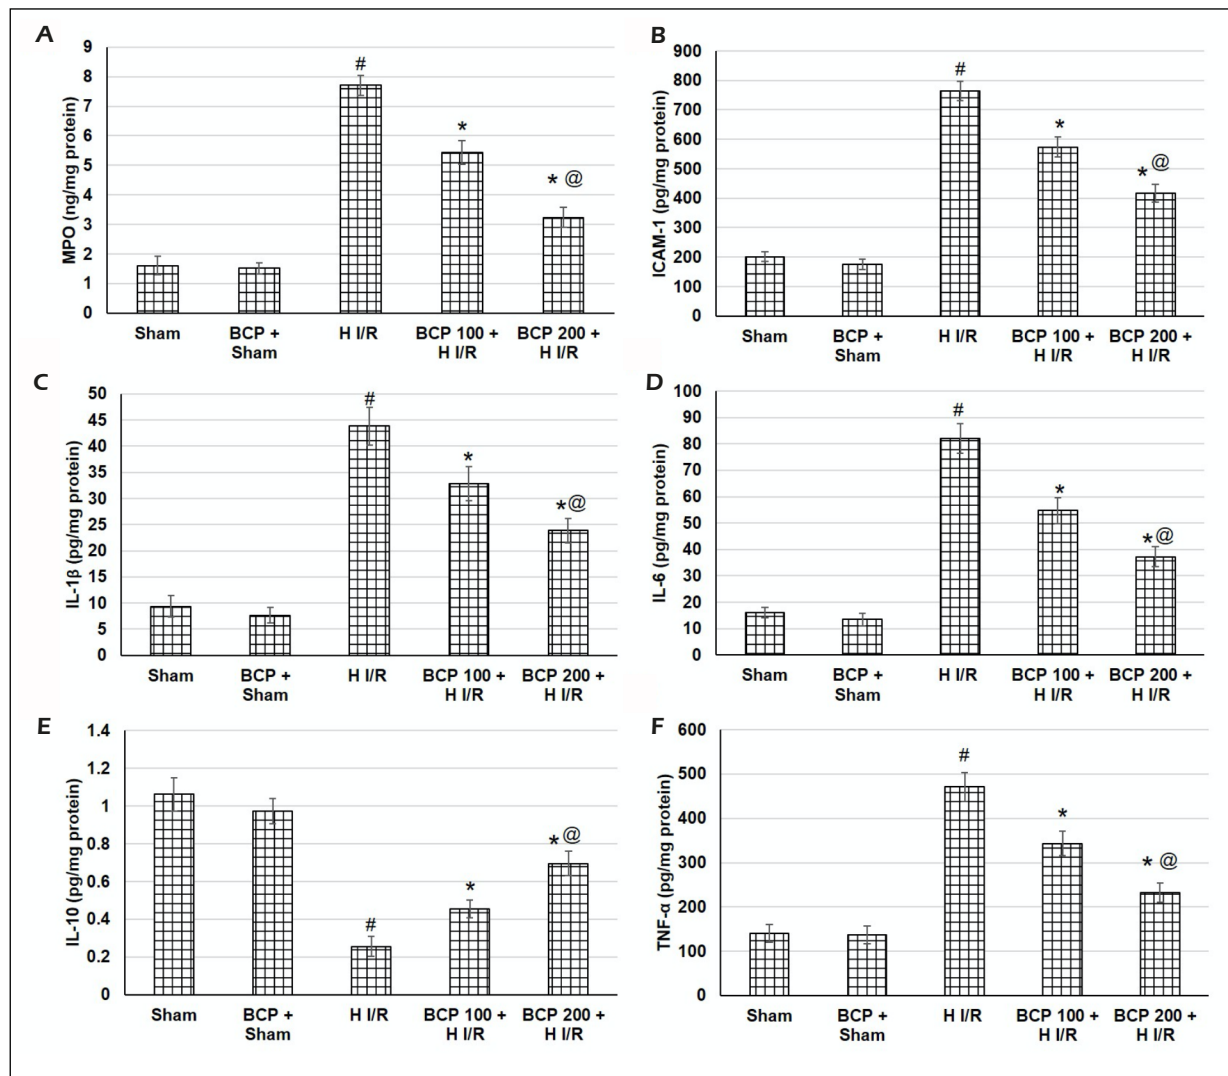 A
MPO (ng/mg protein)
9
8
7
6
5
4
3
2
1
0
#
*
* @
Sham
BCP +
Sham
H I/R
BCP 100 +
H I/R
BCP 200 +
H I/R
B
ICAM-1 (pg/mg protein)
900
800
700
600
500
400
300
200
100
0
#
*
* @
Sham
BCP +
Sham
H I/R
BCP 100 +
H I/R
BCP 200 +
H I/R
C
IL-1β (pg/mg protein)
50
45
40
35
30
25
20
15
10
5
0
#
*
*@
Sham
BCP +
Sham
H I/R
BCP 100 +
H I/R
BCP 200 +
H I/R
D
IL-6 (pg/mg protein)
100
90
80
70
60
50
40
30
20
10
0
#
*
*@
Sham
BCP +
Sham
H I/R
BCP 100 +
H I/R
BCP 200 +
H I/R
E
IL-10 (pg/mg protein)
1.4
1.2
1
0.8
0.6
0.4
0.2
0
#
*
*@
Sham
BCP +
Sham
H I/R
BCP 100 +
H I/R
BCP 200 +
H I/R
F
TNF-α (pg/mg protein)
600
500
400
300
200
100
0
#
*
* @
Sham
BCP +
Sham
H I/R
BCP 100 +
H I/R
BCP 200 +
H I/R